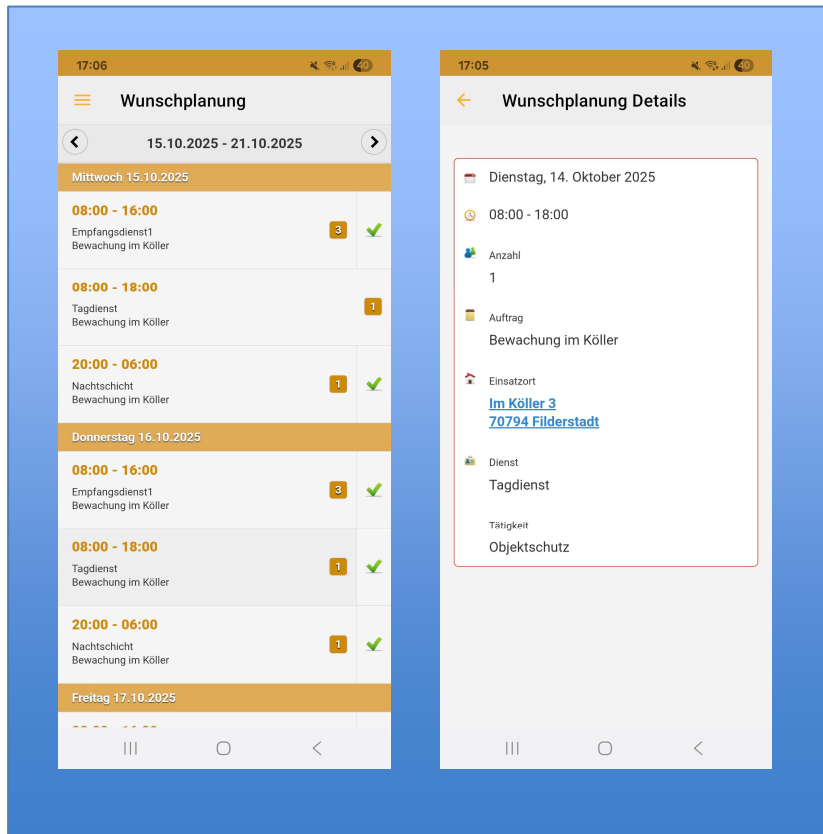 17:06
40
Wunschplanung
15.10.2025 - 21.10.2025
Mittwoch 15.10.2025
08:00 - 16:00
Empfangsdienst1
Bewachung im Köller
3
08:00 - 18:00
Tagdienst
Bewachung im Köller
1
20:00 - 06:00
Nachtschicht
Bewachung im Köller
1
Donnerstag 16.10.2025
08:00 - 16:00
Empfangsdienst1
Bewachung im Köller
3
08:00 - 18:00
Tagdienst
Bewachung im Köller
1
20:00 - 06:00
Nachtschicht
Bewachung im Köller
1
Freitag 17.10.2025
17:05
40
Wunschplanung Details
Dienstag, 14. Oktober 2025
08:00 - 18:00
Anzahl
1
Auftrag
Bewachung im Köller
Einsatzort
Im Köller 3
70794 Filderstadt
Dienst
Tagdienst
Tätigkeit
Objektschutz